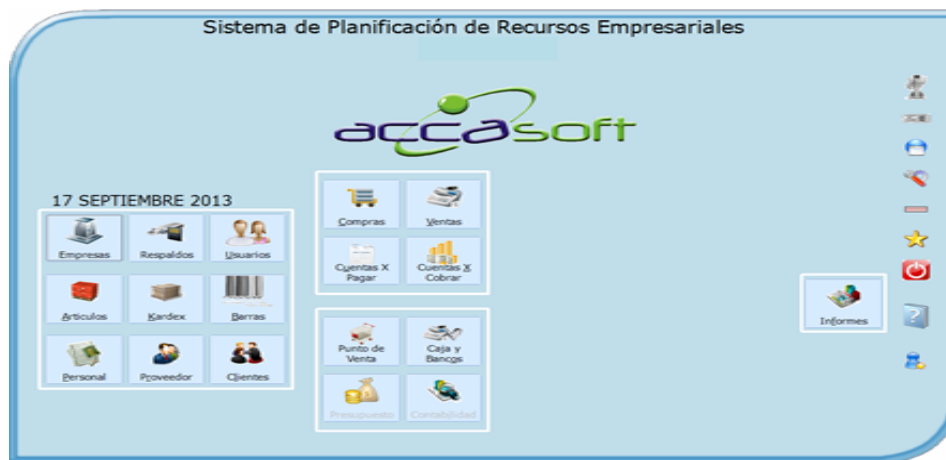 Sistema de Planificación de Recursos Empresariales
accasoft
17 SEPTIEMBRE 2013
Empresas
Respaldos
Usuarios
Articulos
Kardex
Barras
Personal
Proveedor
Clientes
Compras
Ventas
Cuentas X
Pagar
Cuentas X
Cobrar
Punto de
Venta
Caja y
Bancos
Presupuesto
Contabilidad
Informes